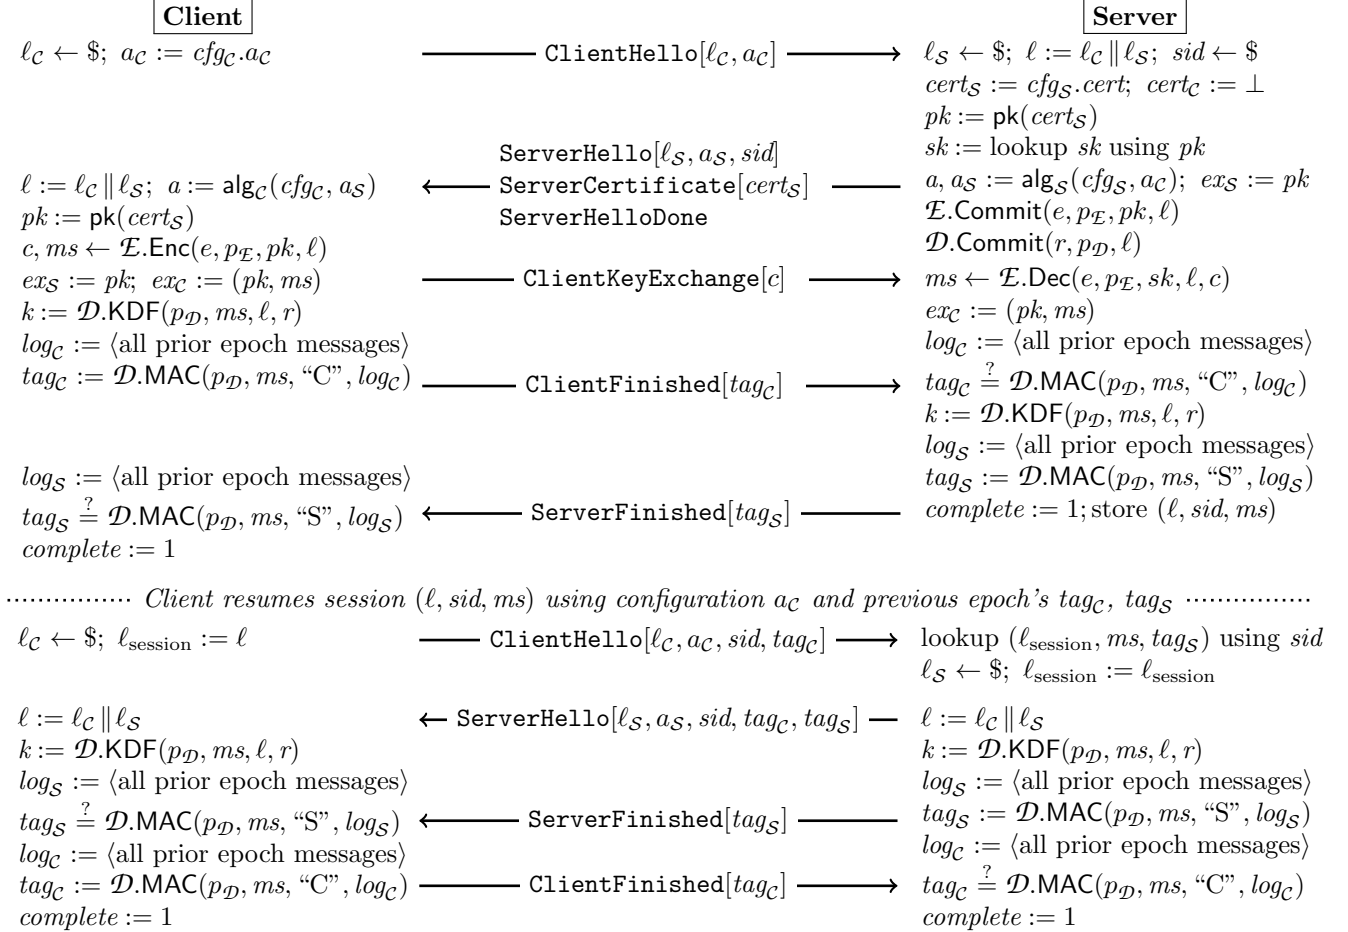 Client Server
ℓ_𝒞 ← $; a_𝒞 := cfg_𝒞.a_𝒞 ClientHello[ℓ_𝒞, a_𝒞] ℓ_𝒮 ← $; ℓ := ℓ_𝒞 ‖ ℓ_𝒮; sid ← $
cert_𝒮 := cfg_𝒮.cert; cert_𝒞 := ⊥
pk := pk(cert_𝒮)
ServerHello[ℓ_𝒮, a_𝒮, sid] sk := lookup sk using pk
ℓ := ℓ_𝒞 ‖ ℓ_𝒮; a := alg_𝒞(cfg_𝒞, a_𝒮) ServerCertificate[cert_𝒮] a, a_𝒮 := alg_𝒮(cfg_𝒮, a_𝒞); ex_𝒮 := pk
pk := pk(cert_𝒮) ServerHelloDone ℰ.Commit(e, p_ℰ, pk, ℓ)
c, ms ← ℰ.Enc(e, p_ℰ, pk, ℓ) 𝒟.Commit(r, p_𝒟, ℓ)
ex_𝒮 := pk; ex_𝒞 := (pk, ms) ClientKeyExchange[c] ms ← ℰ.Dec(e, p_ℰ, sk, ℓ, c)
k := 𝒟.KDF(p_𝒟, ms, ℓ, r) ex_𝒞 := (pk, ms)
log_𝒞 := ⟨all prior epoch messages⟩ log_𝒞 := ⟨all prior epoch messages⟩
tag_𝒞 := 𝒟.MAC(p_𝒟, ms, “C”, log_𝒞) ClientFinished[tag_𝒞] tag_𝒞 ≟ 𝒟.MAC(p_𝒟, ms, “C”, log_𝒞)
k := 𝒟.KDF(p_𝒟, ms, ℓ, r)
log_𝒮 := ⟨all prior epoch messages⟩
log_𝒮 := ⟨all prior epoch messages⟩ tag_𝒮 := 𝒟.MAC(p_𝒟, ms, “S”, log_𝒮)
tag_𝒮 ≟ 𝒟.MAC(p_𝒟, ms, “S”, log_𝒮) ServerFinished[tag_𝒮] complete := 1; store (ℓ, sid, ms)
complete := 1
Client resumes session (ℓ, sid, ms) using configuration a_𝒞 and previous epoch's tag_𝒞, tag_𝒮
ℓ_𝒞 ← $; ℓ_session := ℓ ClientHello[ℓ_𝒞, a_𝒞, sid, tag_𝒞] lookup (ℓ_session, ms, tag_𝒮) using sid
ℓ_𝒮 ← $; ℓ_session := ℓ_session
ℓ := ℓ_𝒞 ‖ ℓ_𝒮 ServerHello[ℓ_𝒮, a_𝒮, sid, tag_𝒞, tag_𝒮] ℓ := ℓ_𝒞 ‖ ℓ_𝒮
k := 𝒟.KDF(p_𝒟, ms, ℓ, r) k := 𝒟.KDF(p_𝒟, ms, ℓ, r)
log_𝒮 := ⟨all prior epoch messages⟩ log_𝒮 := ⟨all prior epoch messages⟩
tag_𝒮 ≟ 𝒟.MAC(p_𝒟, ms, “S”, log_𝒮) ServerFinished[tag_𝒮] tag_𝒮 := 𝒟.MAC(p_𝒟, ms, “S”, log_𝒮)
log_𝒞 := ⟨all prior epoch messages⟩ log_𝒞 := ⟨all prior epoch messages⟩
tag_𝒞 := 𝒟.MAC(p_𝒟, ms, “C”, log_𝒞) ClientFinished[tag_𝒞] tag_𝒞 ≟ 𝒟.MAC(p_𝒟, ms, “C”, log_𝒞)
complete := 1 complete := 1